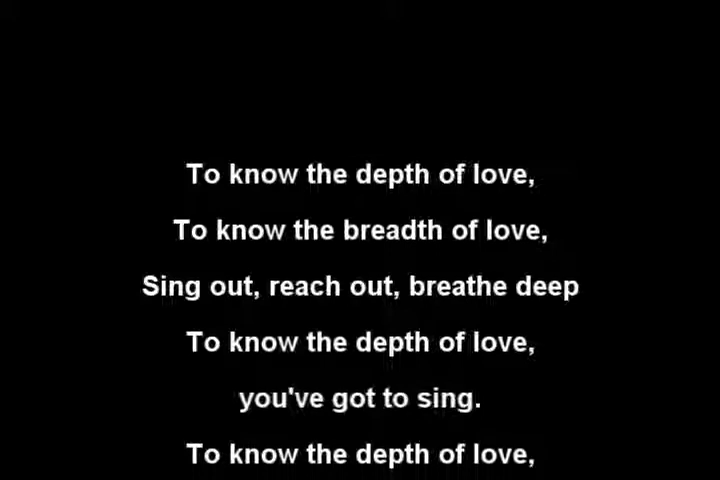 To know the depth of love,
To know the breadth of love,
Sing out, reach out, breathe deep
To know the depth of love,
you've got to sing.
To know the depth of love,